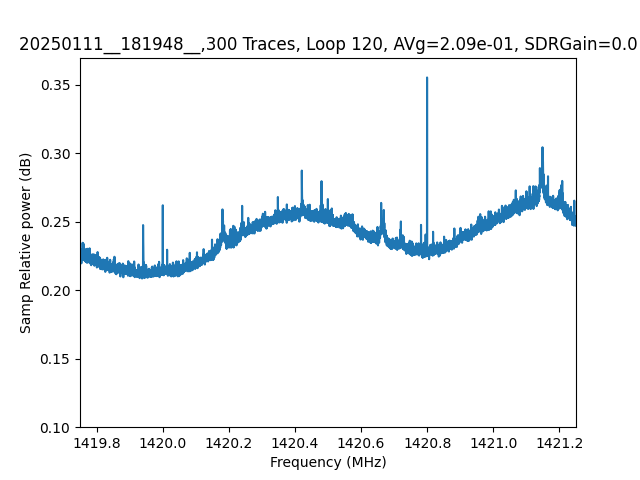 20250111__181948__,300 Traces, Loop 120, AVg=2.09e-01, SDRGain=0.0
0.35
0.30
0.25
0.20
0.15
0.10
Samp Relative power (dB)
1419.8 1420.0 1420.2 1420.4 1420.6 1420.8 1421.0 1421.2
Frequency (MHz)